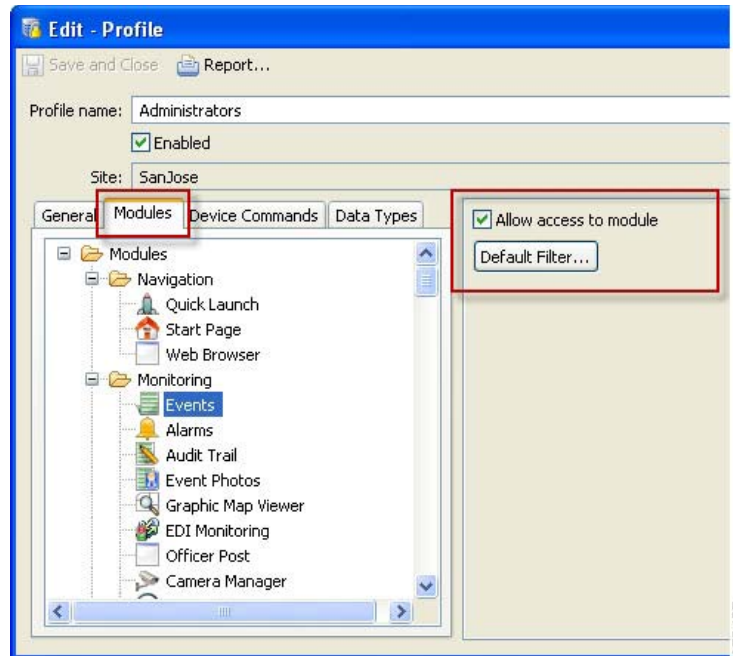 Edit - Profile
Save and Close Report...
Profile name: Administrators
Enabled
Site: SanJose
General Modules Device Commands Data Types
Allow access to module
Default Filter...
Modules
Navigation
Quick Launch
Start Page
Web Browser
Monitoring
Events
Alarms
Audit Trail
Event Photos
Graphic Map Viewer
EDI Monitoring
Officer Post
Camera Manager